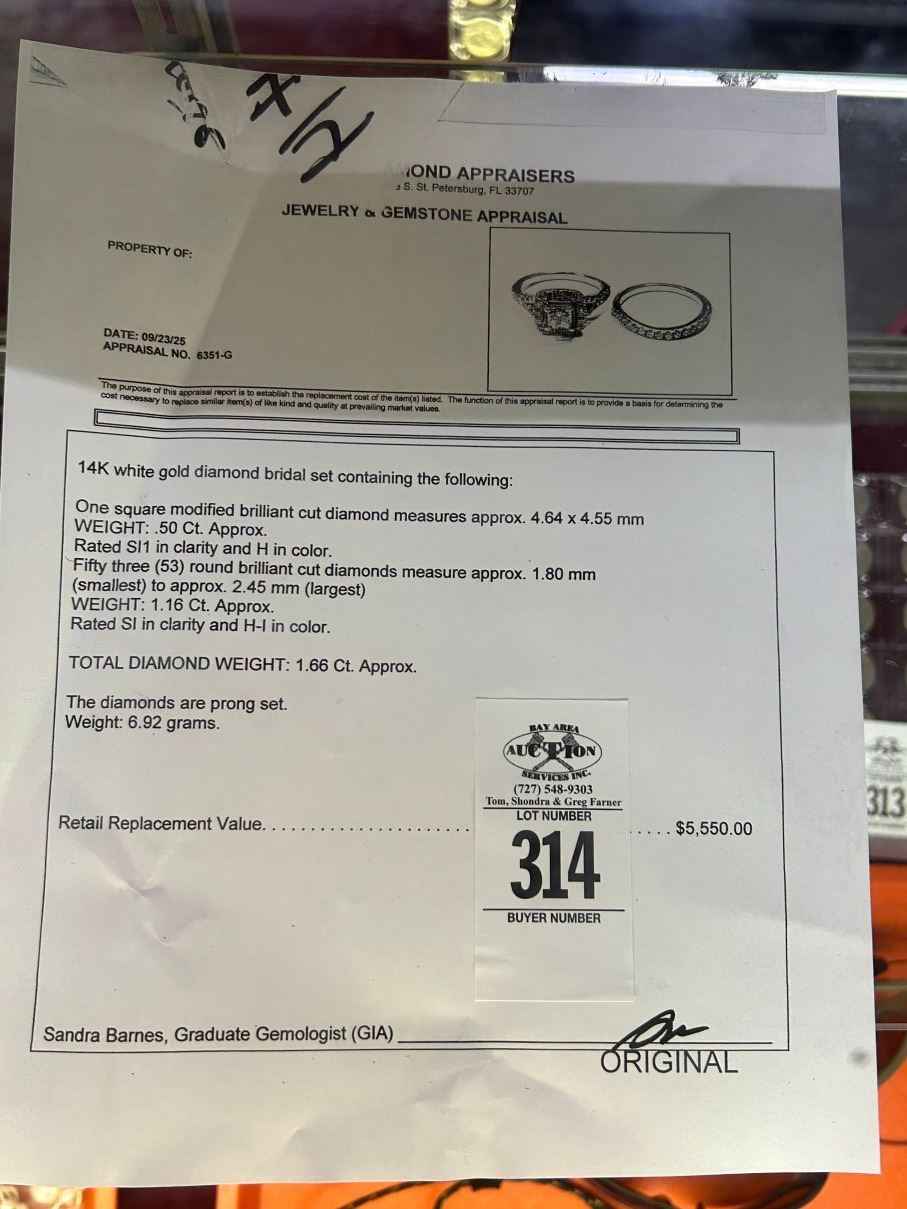 X/2
MOND APPRAISERS
S. St. Petersburg, FL 33707
JEWELRY & GEMSTONE APPRAISAL
PROPERTY OF:
DATE: 09/23/25
APPRAISAL NO. 6351-G
The purpose of this appraisal report is to establish the replacement cost of the item(s) listed. The function of this appraisal report is to provide a basis for determining the
cost necessary to replace similar item(s) of like kind and quality at prevailing market values.
14K white gold diamond bridal set containing the following:
One square modified brilliant cut diamond measures approx. 4.64 x 4.55 mm
WEIGHT: .50 Ct. Approx.
Rated SI1 in clarity and H in color.
Fifty three (53) round brilliant cut diamonds measure approx. 1.80 mm
(smallest) to approx. 2.45 mm (largest)
WEIGHT: 1.16 Ct. Approx.
Rated SI in clarity and H-I in color.
TOTAL DIAMOND WEIGHT: 1.66 Ct. Approx.
The diamonds are prong set.
Weight: 6.92 grams.
BAY AREA
AUCTION
SERVICES INC.
(727) 548-9303
Tom, Shondra & Greg Farner
LOT NUMBER
314
BUYER NUMBER
313
Retail Replacement Value. . . . . . . . . . . . . . . . . . . . . . . . . . $5,550.00
Sandra Barnes, Graduate Gemologist (GIA)
ORIGINAL